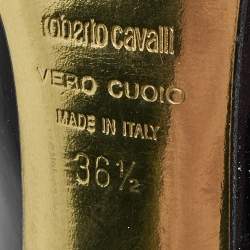 roberto cavalli
VERO CUOIO
MADE IN ITALY
36½